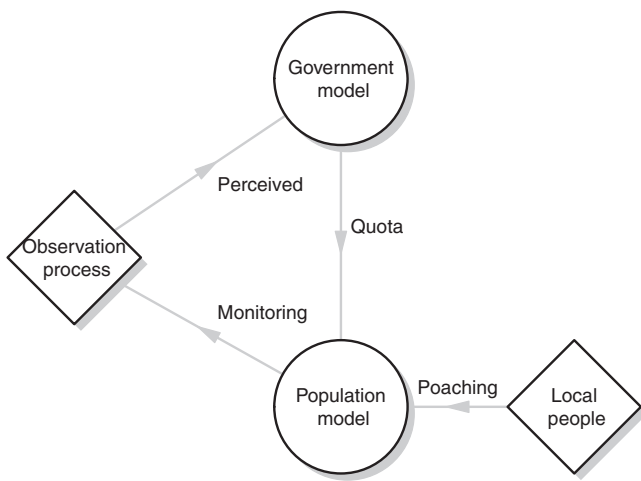 Government
model
Perceived
Quota
Observation
process
Monitoring
Population
model
Poaching
Local
people